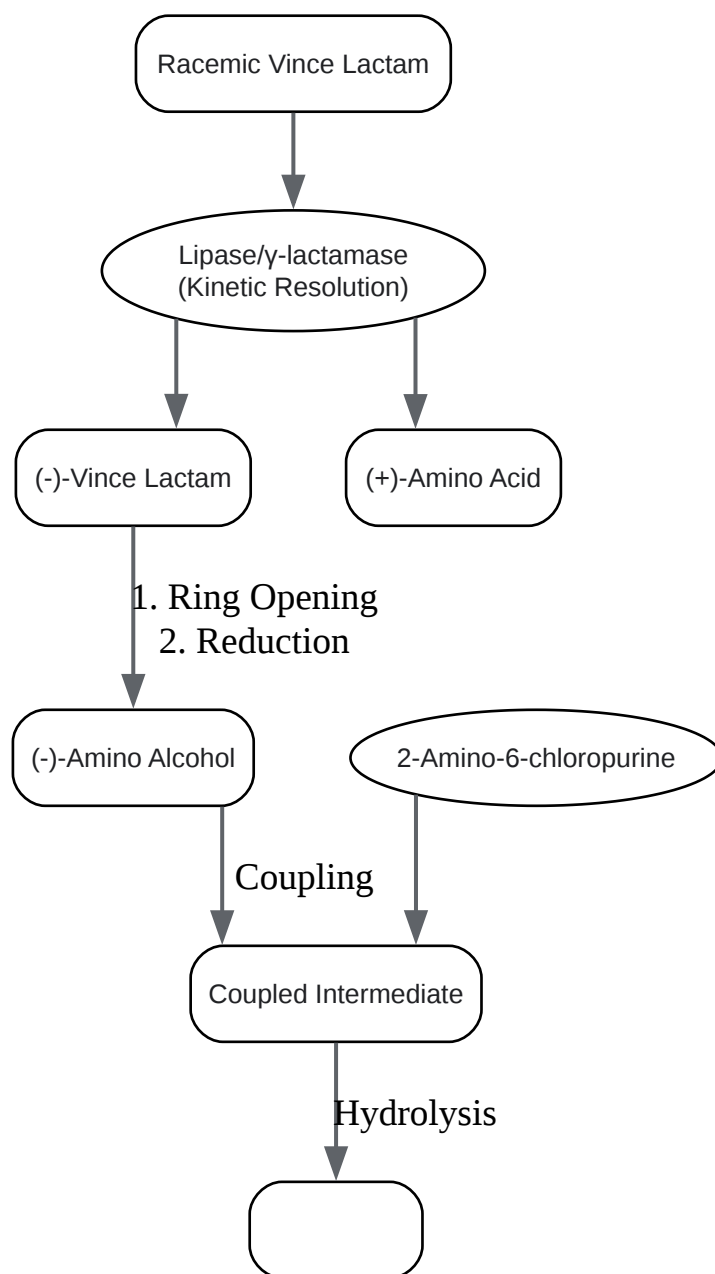 Racemic Vince Lactam
Lipase/γ-lactamase
(Kinetic Resolution)
(-)-Vince Lactam
(+)-Amino Acid
1. Ring Opening
2. Reduction
(-)-Amino Alcohol
2-Amino-6-chloropurine
Coupling
Coupled Intermediate
Hydrolysis